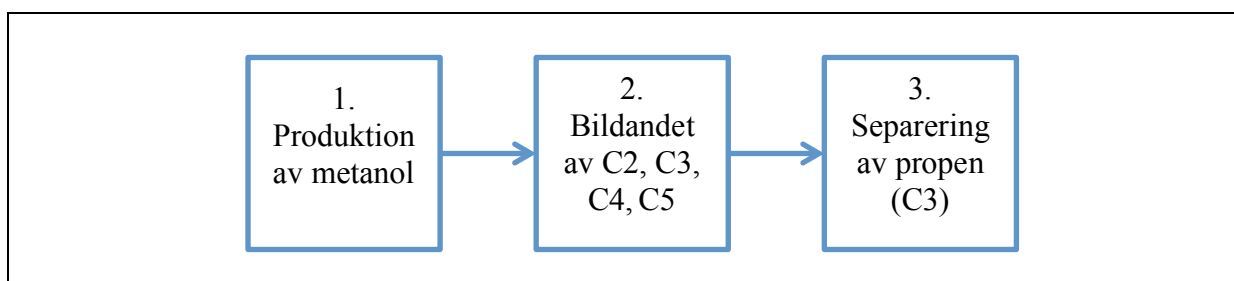 1.
Produktion
av metanol
2.
Bildandet
av C2, C3,
C4, C5
3.
Separering
av propen
(C3)